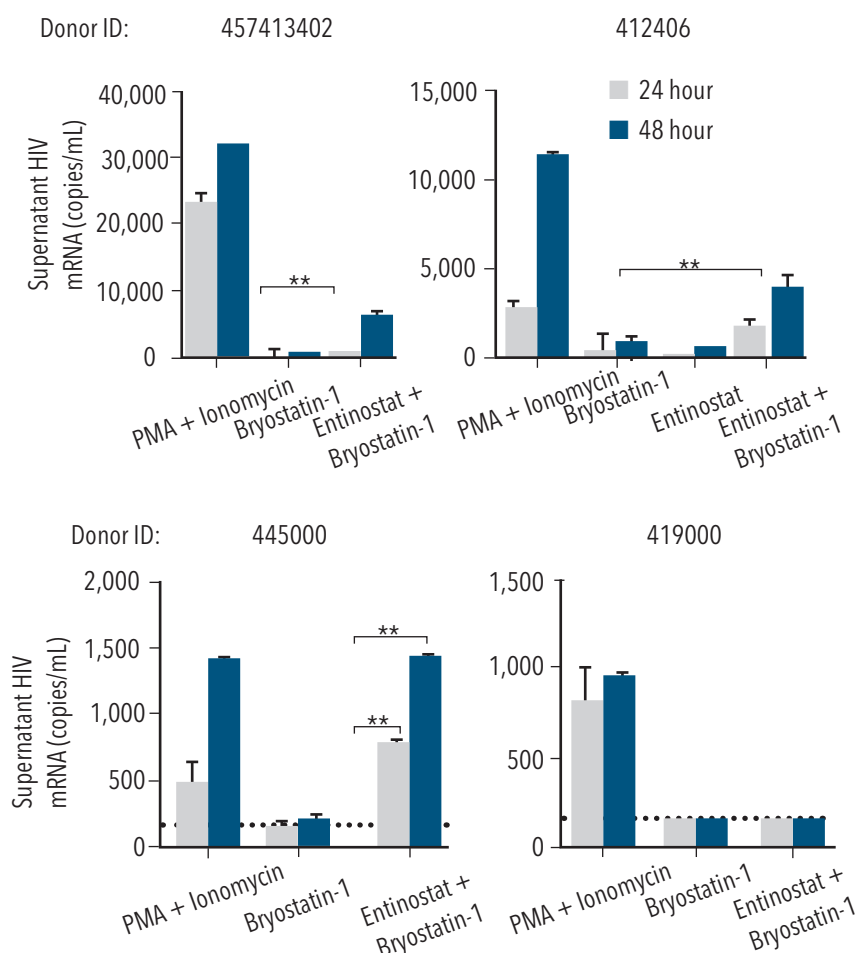 Donor ID: 457413402 412406
Supernatant HIV
mRNA (copies/mL)
40,000
30,000
20,000
10,000
0
**
PMA + Ionomycin
Bryostatin-1
Entinostat +
Bryostatin-1
15,000
10,000
5,000
0
24 hour
48 hour
**
PMA + Ionomycin
Bryostatin-1
Entinostat
Entinostat +
Bryostatin-1
Donor ID: 445000 419000
Supernatant HIV
mRNA (copies/mL)
2,000
1,500
1,000
500
0
**
**
PMA + Ionomycin
Bryostatin-1
Entinostat +
Bryostatin-1
1,500
1,000
500
0
PMA + Ionomycin
Bryostatin-1
Entinostat +
Bryostatin-1